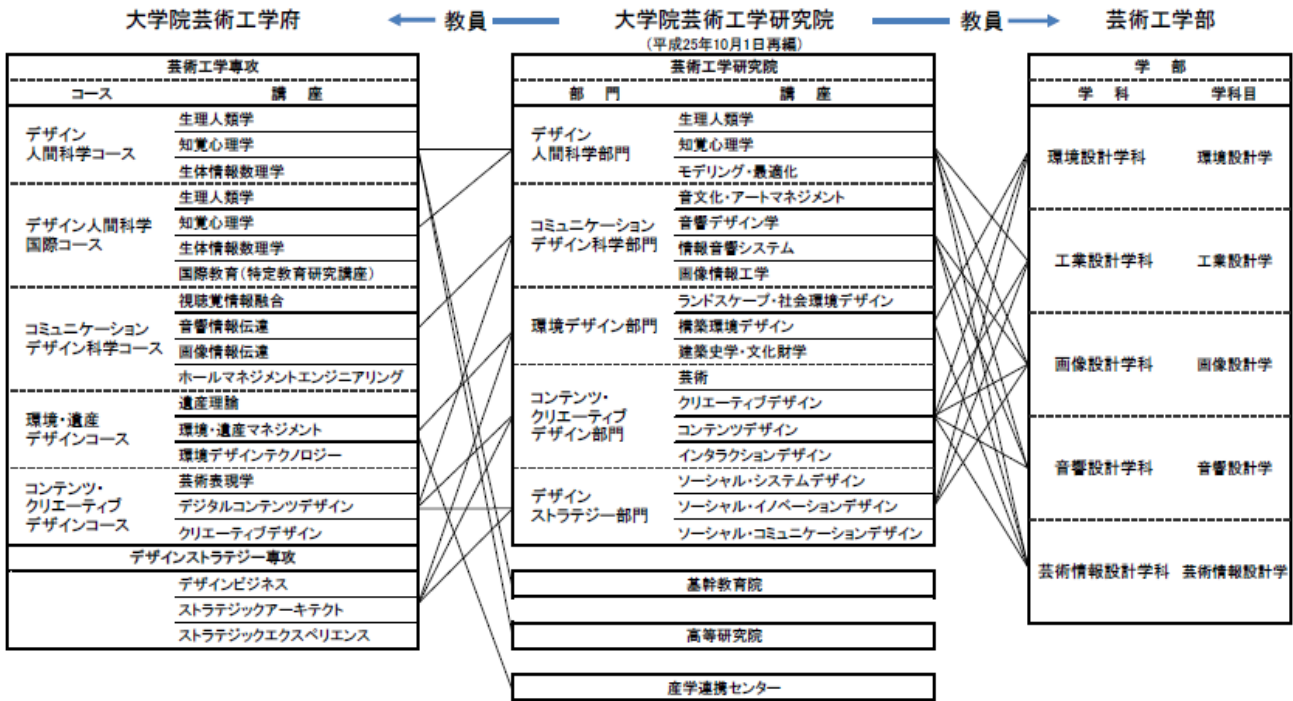 大学院芸術工学府 教員 大学院芸術工学研究院 教員 芸術工学部
(平成25年10月1日再編)
芸術工学専攻
コース 講座
デザイン
人間科学コース
生理人類学
知覚心理学
生体情報数理学
デザイン人間科学
国際コース
生理人類学
知覚心理学
生体情報数理学
国際教育(特定教育研究講座)
コミュニケーション
デザイン科学コース
視聴覚情報融合
音響情報伝達
画像情報伝達
ホールマネジメントエンジニアリング
環境・遺産
デザインコース
遺産理論
環境・遺産マネジメント
環境デザインテクノロジー
コンテンツ・
クリエーティブ
デザインコース
芸術表現学
デジタルコンテンツデザイン
クリエーティブデザイン
デザインストラテジー専攻
デザインビジネス
ストラテジックアーキテクト
ストラテジックエクスペリエンス
芸術工学研究院
部門 講座
デザイン
人間科学部門
生理人類学
知覚心理学
モデリング・最適化
コミュニケーション
デザイン科学部門
音文化・アートマネジメント
音響デザイン学
情報音響システム
画像情報工学
環境デザイン部門
ランドスケープ・社会環境デザイン
構築環境デザイン
建築史学・文化財学
コンテンツ・
クリエーティブ
デザイン部門
芸術
クリエーティブデザイン
コンテンツデザイン
インタラクションデザイン
デザイン
ストラテジー部門
ソーシャル・システムデザイン
ソーシャル・イノベーションデザイン
ソーシャル・コミュニケーションデザイン
基幹教育院
高等研究院
産学連携センター
学部
学科 学科目
環境設計学科 環境設計学
工業設計学科 工業設計学
画像設計学科 画像設計学
音響設計学科 音響設計学
芸術情報設計学科 芸術情報設計学